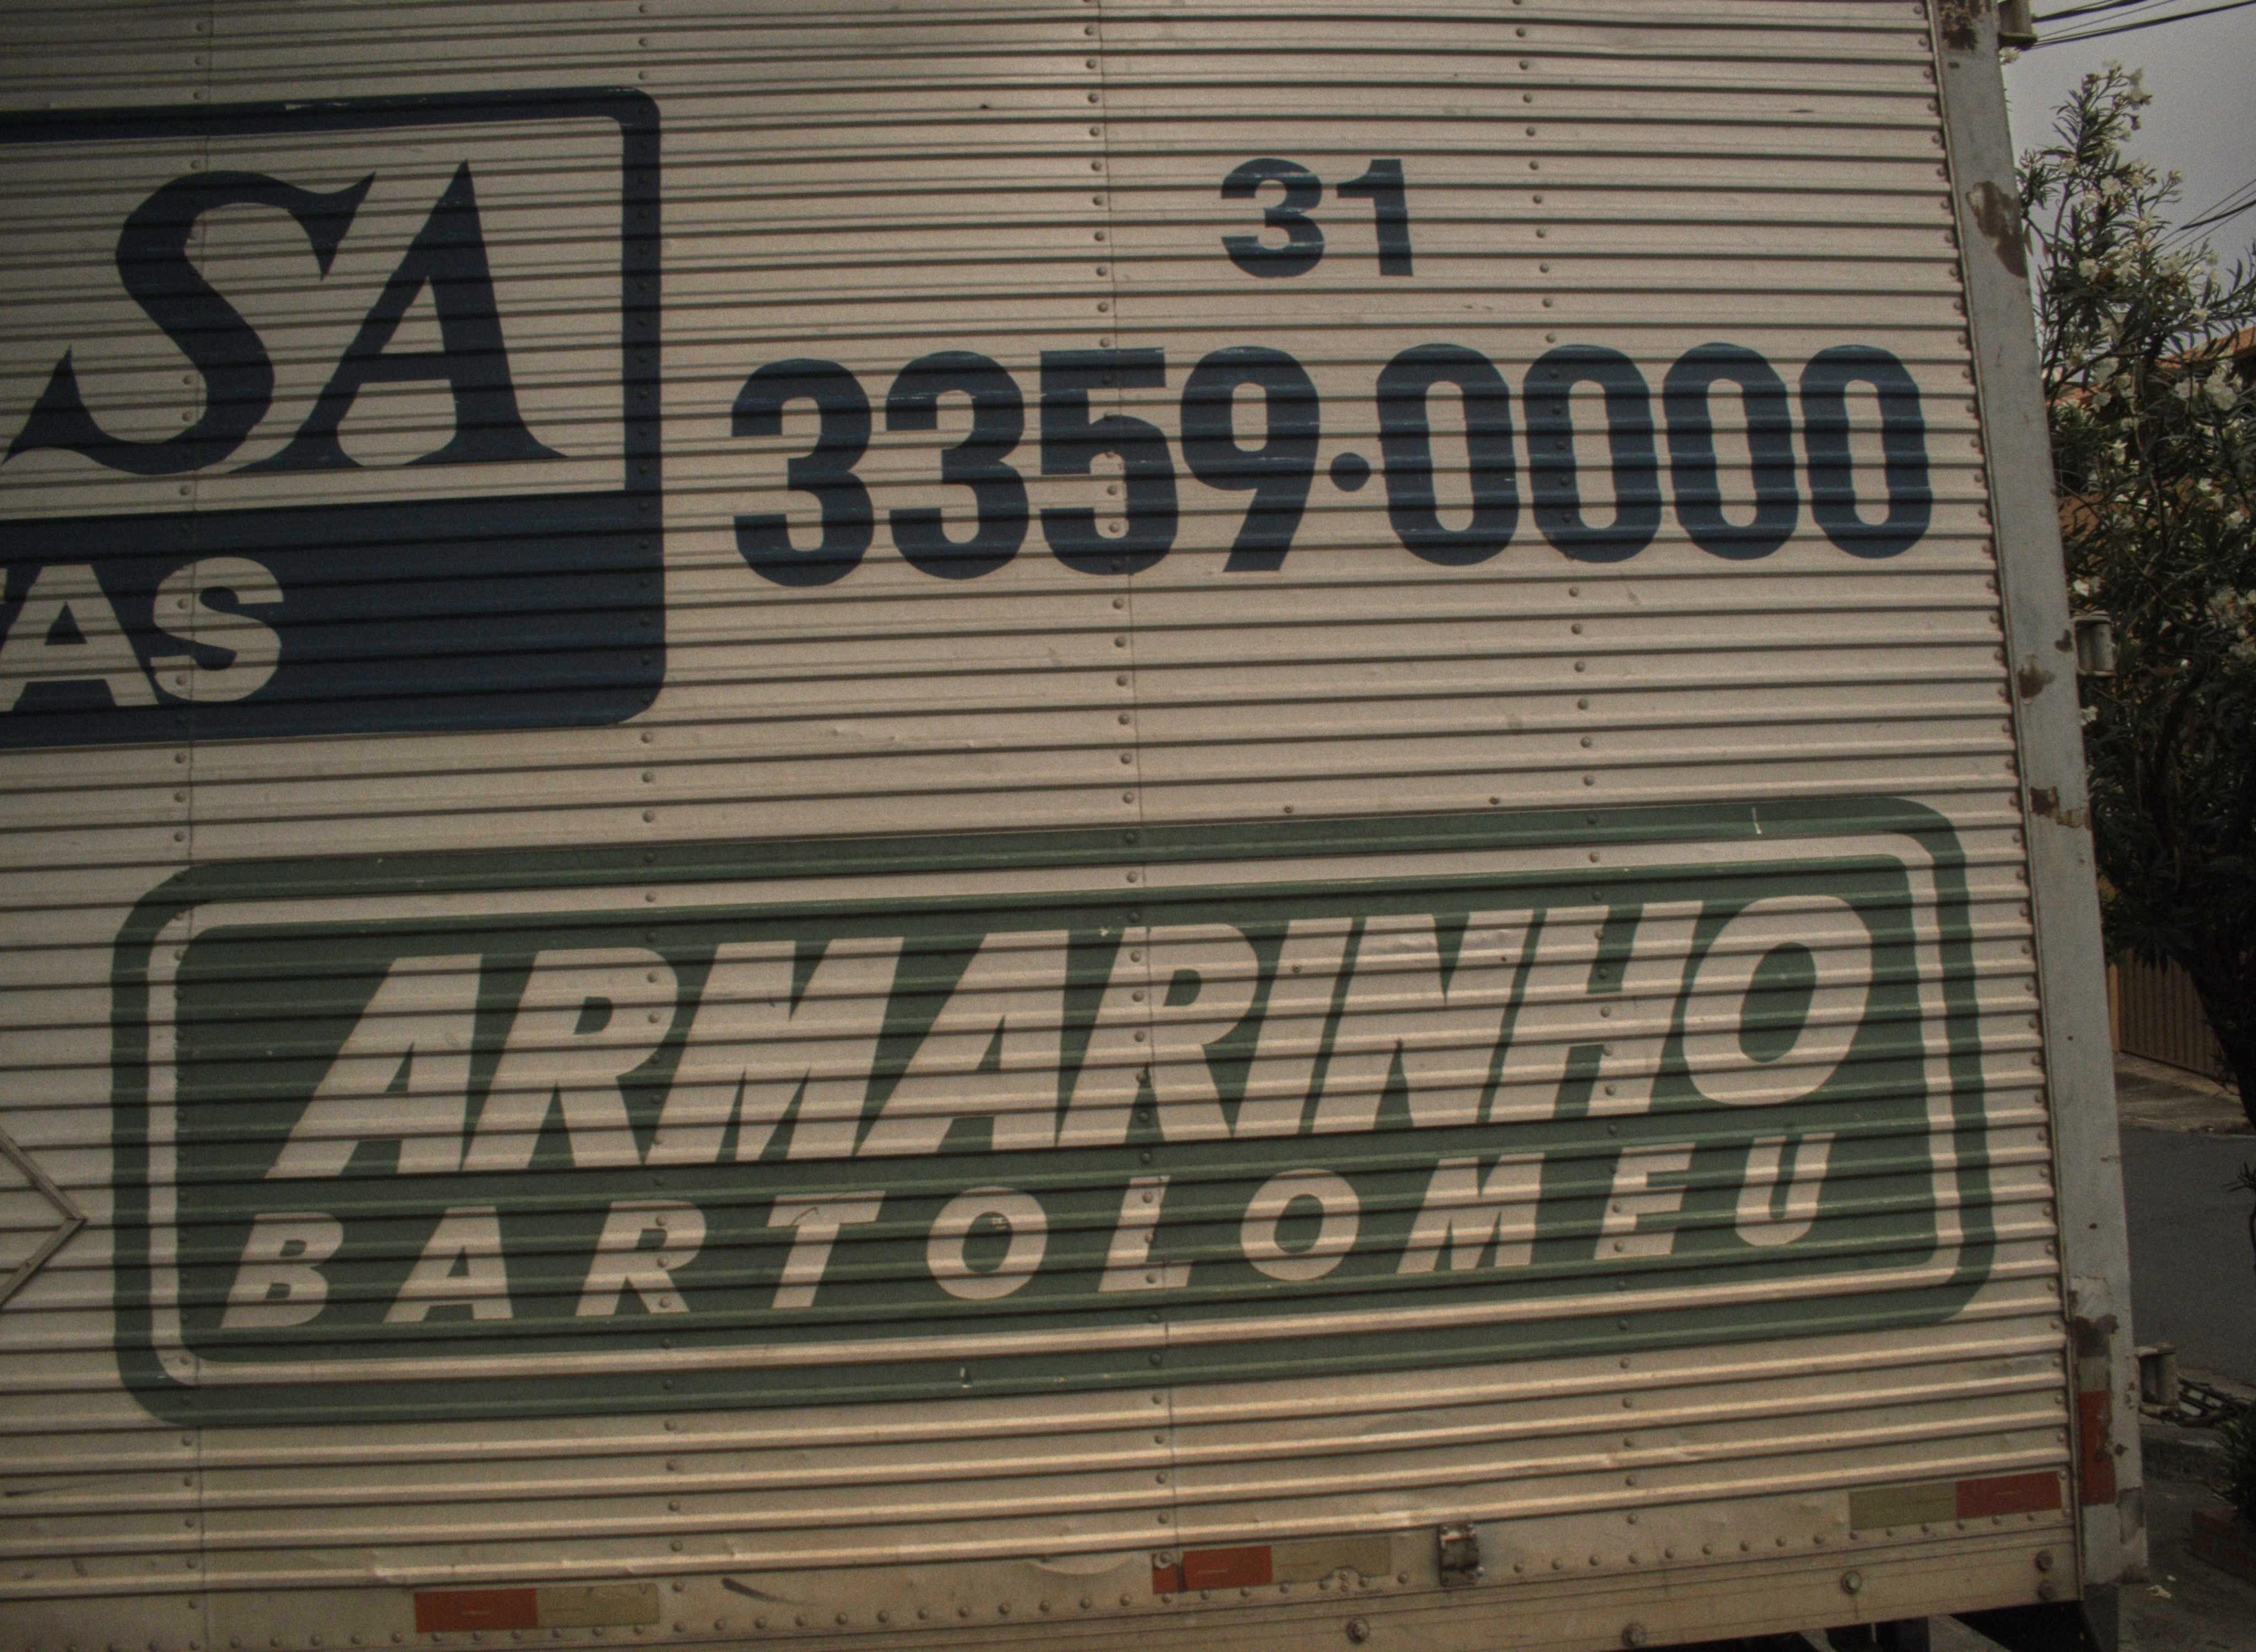 SA
AS
31
3359·0000
ARMARINHO
BARTOLOMEU